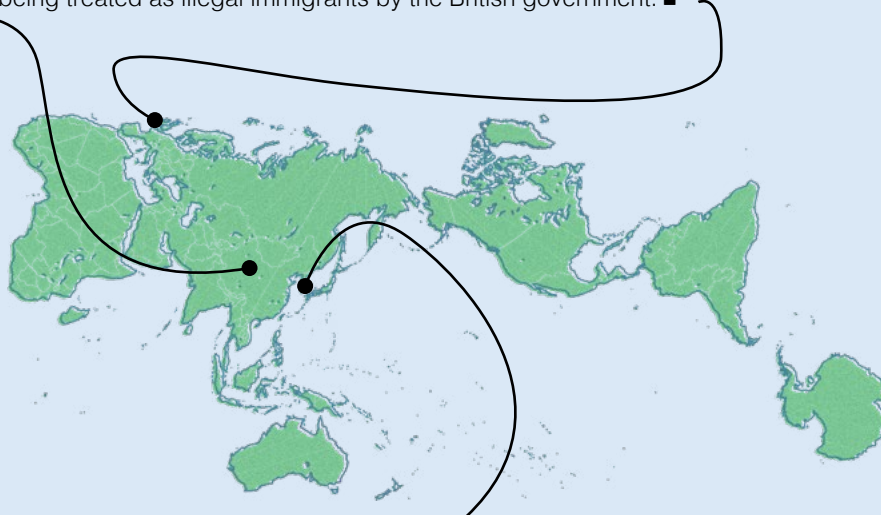 being treated as illegal immigrants by the British government. ■